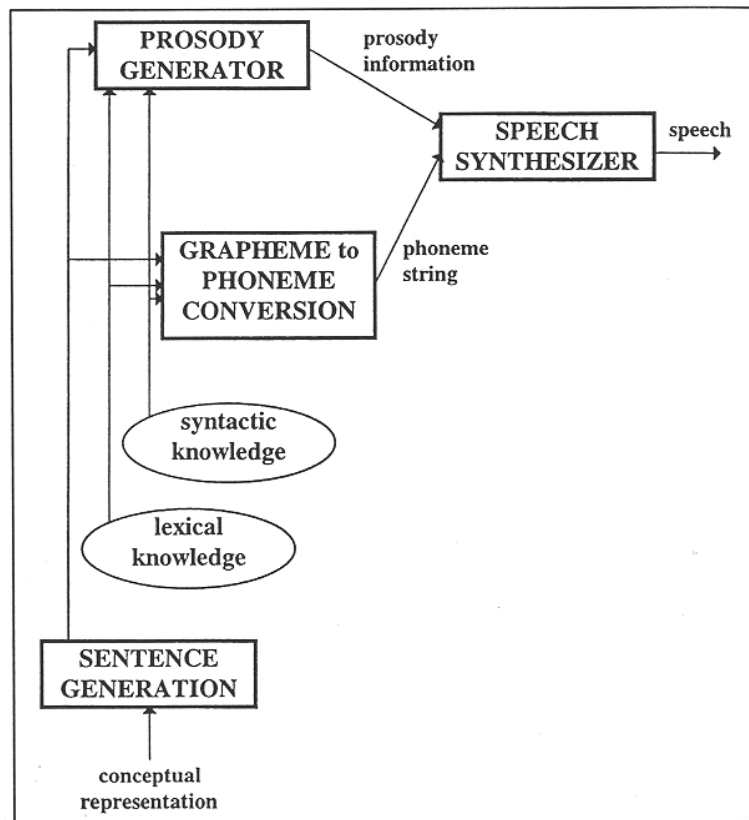 PROSODY
GENERATOR
prosody
information
SPEECH
SYNTHESIZER
speech
GRAPHEME to
PHONEME
CONVERSION
phoneme
string
syntactic
knowledge
lexical
knowledge
SENTENCE
GENERATION
conceptual
representation